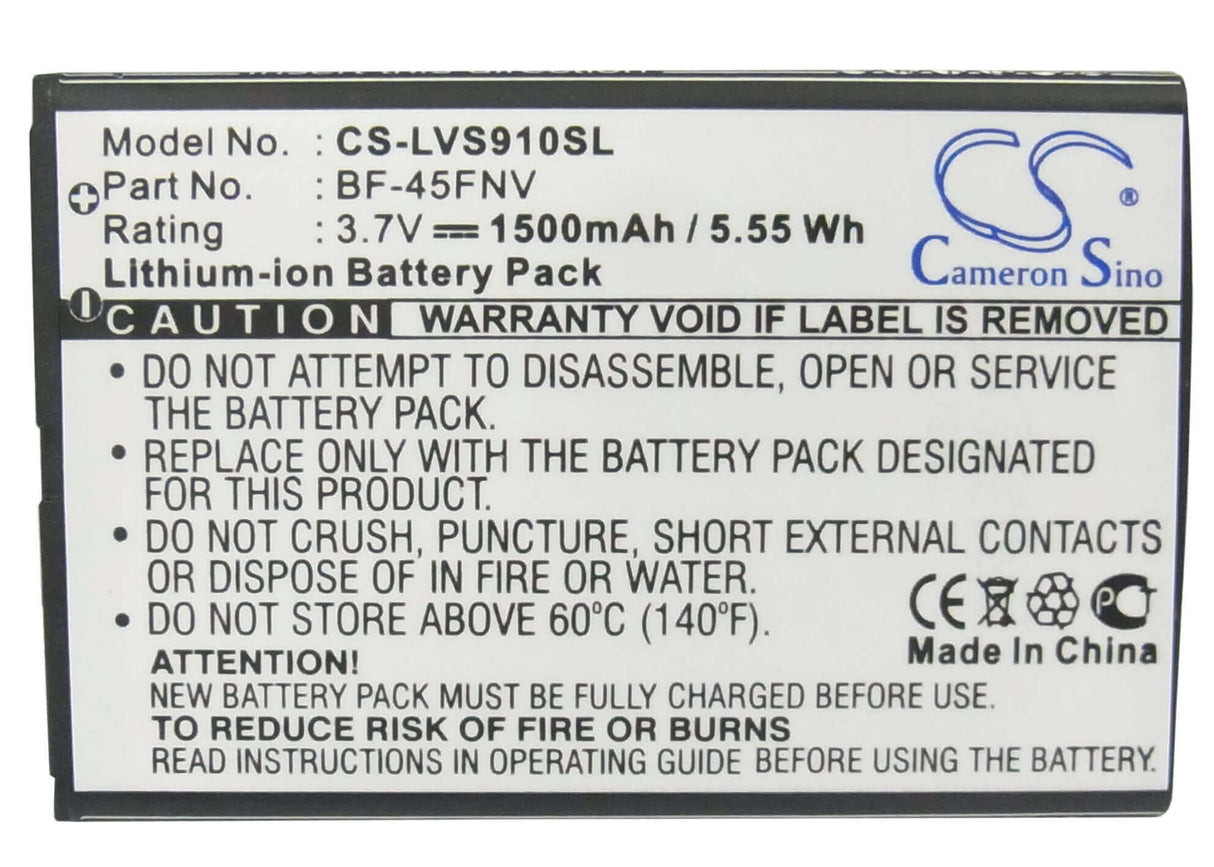 Model No. : CS-LVS910SL
Part No. : BF-45FNV
Rating : 3.7V 1500mAh / 5.55 Wh
Lithium-ion Battery Pack
CS ®
Cameron Sino
CAUTION WARRANTY VOID IF LABEL IS REMOVED
• DO NOT ATTEMPT TO DISASSEMBLE, OPEN OR SERVICE
THE BATTERY PACK.
• REPLACE ONLY WITH THE BATTERY PACK DESIGNATED
FOR THIS PRODUCT.
• DO NOT CRUSH, PUNCTURE, SHORT EXTERNAL CONTACTS
OR DISPOSE OF IN FIRE OR WATER.
• DO NOT STORE ABOVE 60°C (140°F).
CE
Made In China
ATTENTION!
NEW BATTERY PACK MUST BE FULLY CHARGED BEFORE USE.
TO REDUCE RISK OF FIRE OR BURNS
READ INSTRUCTIONS IN OPERATING GUIDE BEFORE USING THE BATTERY.